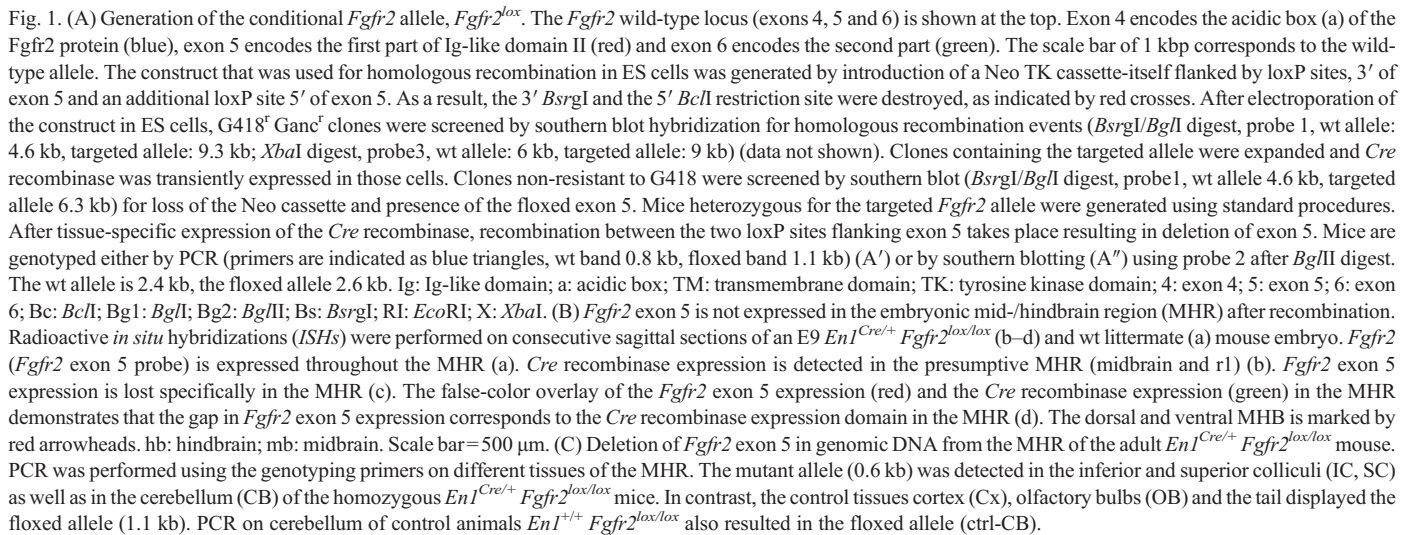 Fig. 1. (A) Generation of the conditional Fgfr2 allele, Fgfr2lox. The Fgfr2 wild-type locus (exons 4, 5 and 6) is shown at the top. Exon 4 encodes the acidic box (a) of the
Fgfr2 protein (blue), exon 5 encodes the first part of Ig-like domain II (red) and exon 6 encodes the second part (green). The scale bar of 1 kbp corresponds to the wild-
type allele. The construct that was used for homologous recombination in ES cells was generated by introduction of a Neo TK cassette-itself flanked by loxP sites, 3′ of
exon 5 and an additional loxP site 5′ of exon 5. As a result, the 3′ BsrgI and the 5′ BclI restriction site were destroyed, as indicated by red crosses. After electroporation of
the construct in ES cells, G418r Gancr clones were screened by southern blot hybridization for homologous recombination events (BsrgI/BglI digest, probe 1, wt allele:
4.6 kb, targeted allele: 9.3 kb; XbaI digest, probe3, wt allele: 6 kb, targeted allele: 9 kb) (data not shown). Clones containing the targeted allele were expanded and Cre
recombinase was transiently expressed in those cells. Clones non-resistant to G418 were screened by southern blot (BsrgI/BglI digest, probe1, wt allele 4.6 kb, targeted
allele 6.3 kb) for loss of the Neo cassette and presence of the floxed exon 5. Mice heterozygous for the targeted Fgfr2 allele were generated using standard procedures.
After tissue-specific expression of the Cre recombinase, recombination between the two loxP sites flanking exon 5 takes place resulting in deletion of exon 5. Mice are
genotyped either by PCR (primers are indicated as blue triangles, wt band 0.8 kb, floxed band 1.1 kb) (A′) or by southern blotting (A″) using probe 2 after BglII digest.
The wt allele is 2.4 kb, the floxed allele 2.6 kb. Ig: Ig-like domain; a: acidic box; TM: transmembrane domain; TK: tyrosine kinase domain; 4: exon 4; 5: exon 5; 6: exon
6; Bc: BclI; Bg1: BglI; Bg2: BglII; Bs: BsrgI; RI: EcoRI; X: XbaI. (B) Fgfr2 exon 5 is not expressed in the embryonic mid-/hindbrain region (MHR) after recombination.
Radioactive in situ hybridizations (ISHs) were performed on consecutive sagittal sections of an E9 En1Cre/+ Fgfr2lox/lox (b–d) and wt littermate (a) mouse embryo. Fgfr2
(Fgfr2 exon 5 probe) is expressed throughout the MHR (a). Cre recombinase expression is detected in the presumptive MHR (midbrain and r1) (b). Fgfr2 exon 5
expression is lost specifically in the MHR (c). The false-color overlay of the Fgfr2 exon 5 expression (red) and the Cre recombinase expression (green) in the MHR
demonstrates that the gap in Fgfr2 exon 5 expression corresponds to the Cre recombinase expression domain in the MHR (d). The dorsal and ventral MHB is marked by
red arrowheads. hb: hindbrain; mb: midbrain. Scale bar=500 μm. (C) Deletion of Fgfr2 exon 5 in genomic DNA from the MHR of the adult En1Cre/+ Fgfr2lox/lox mouse.
PCR was performed using the genotyping primers on different tissues of the MHR. The mutant allele (0.6 kb) was detected in the inferior and superior colliculi (IC, SC)
as well as in the cerebellum (CB) of the homozygous En1Cre/+ Fgfr2lox/lox mice. In contrast, the control tissues cortex (Cx), olfactory bulbs (OB) and the tail displayed the
floxed allele (1.1 kb). PCR on cerebellum of control animals En1+/+ Fgfr2lox/lox also resulted in the floxed allele (ctrl-CB).